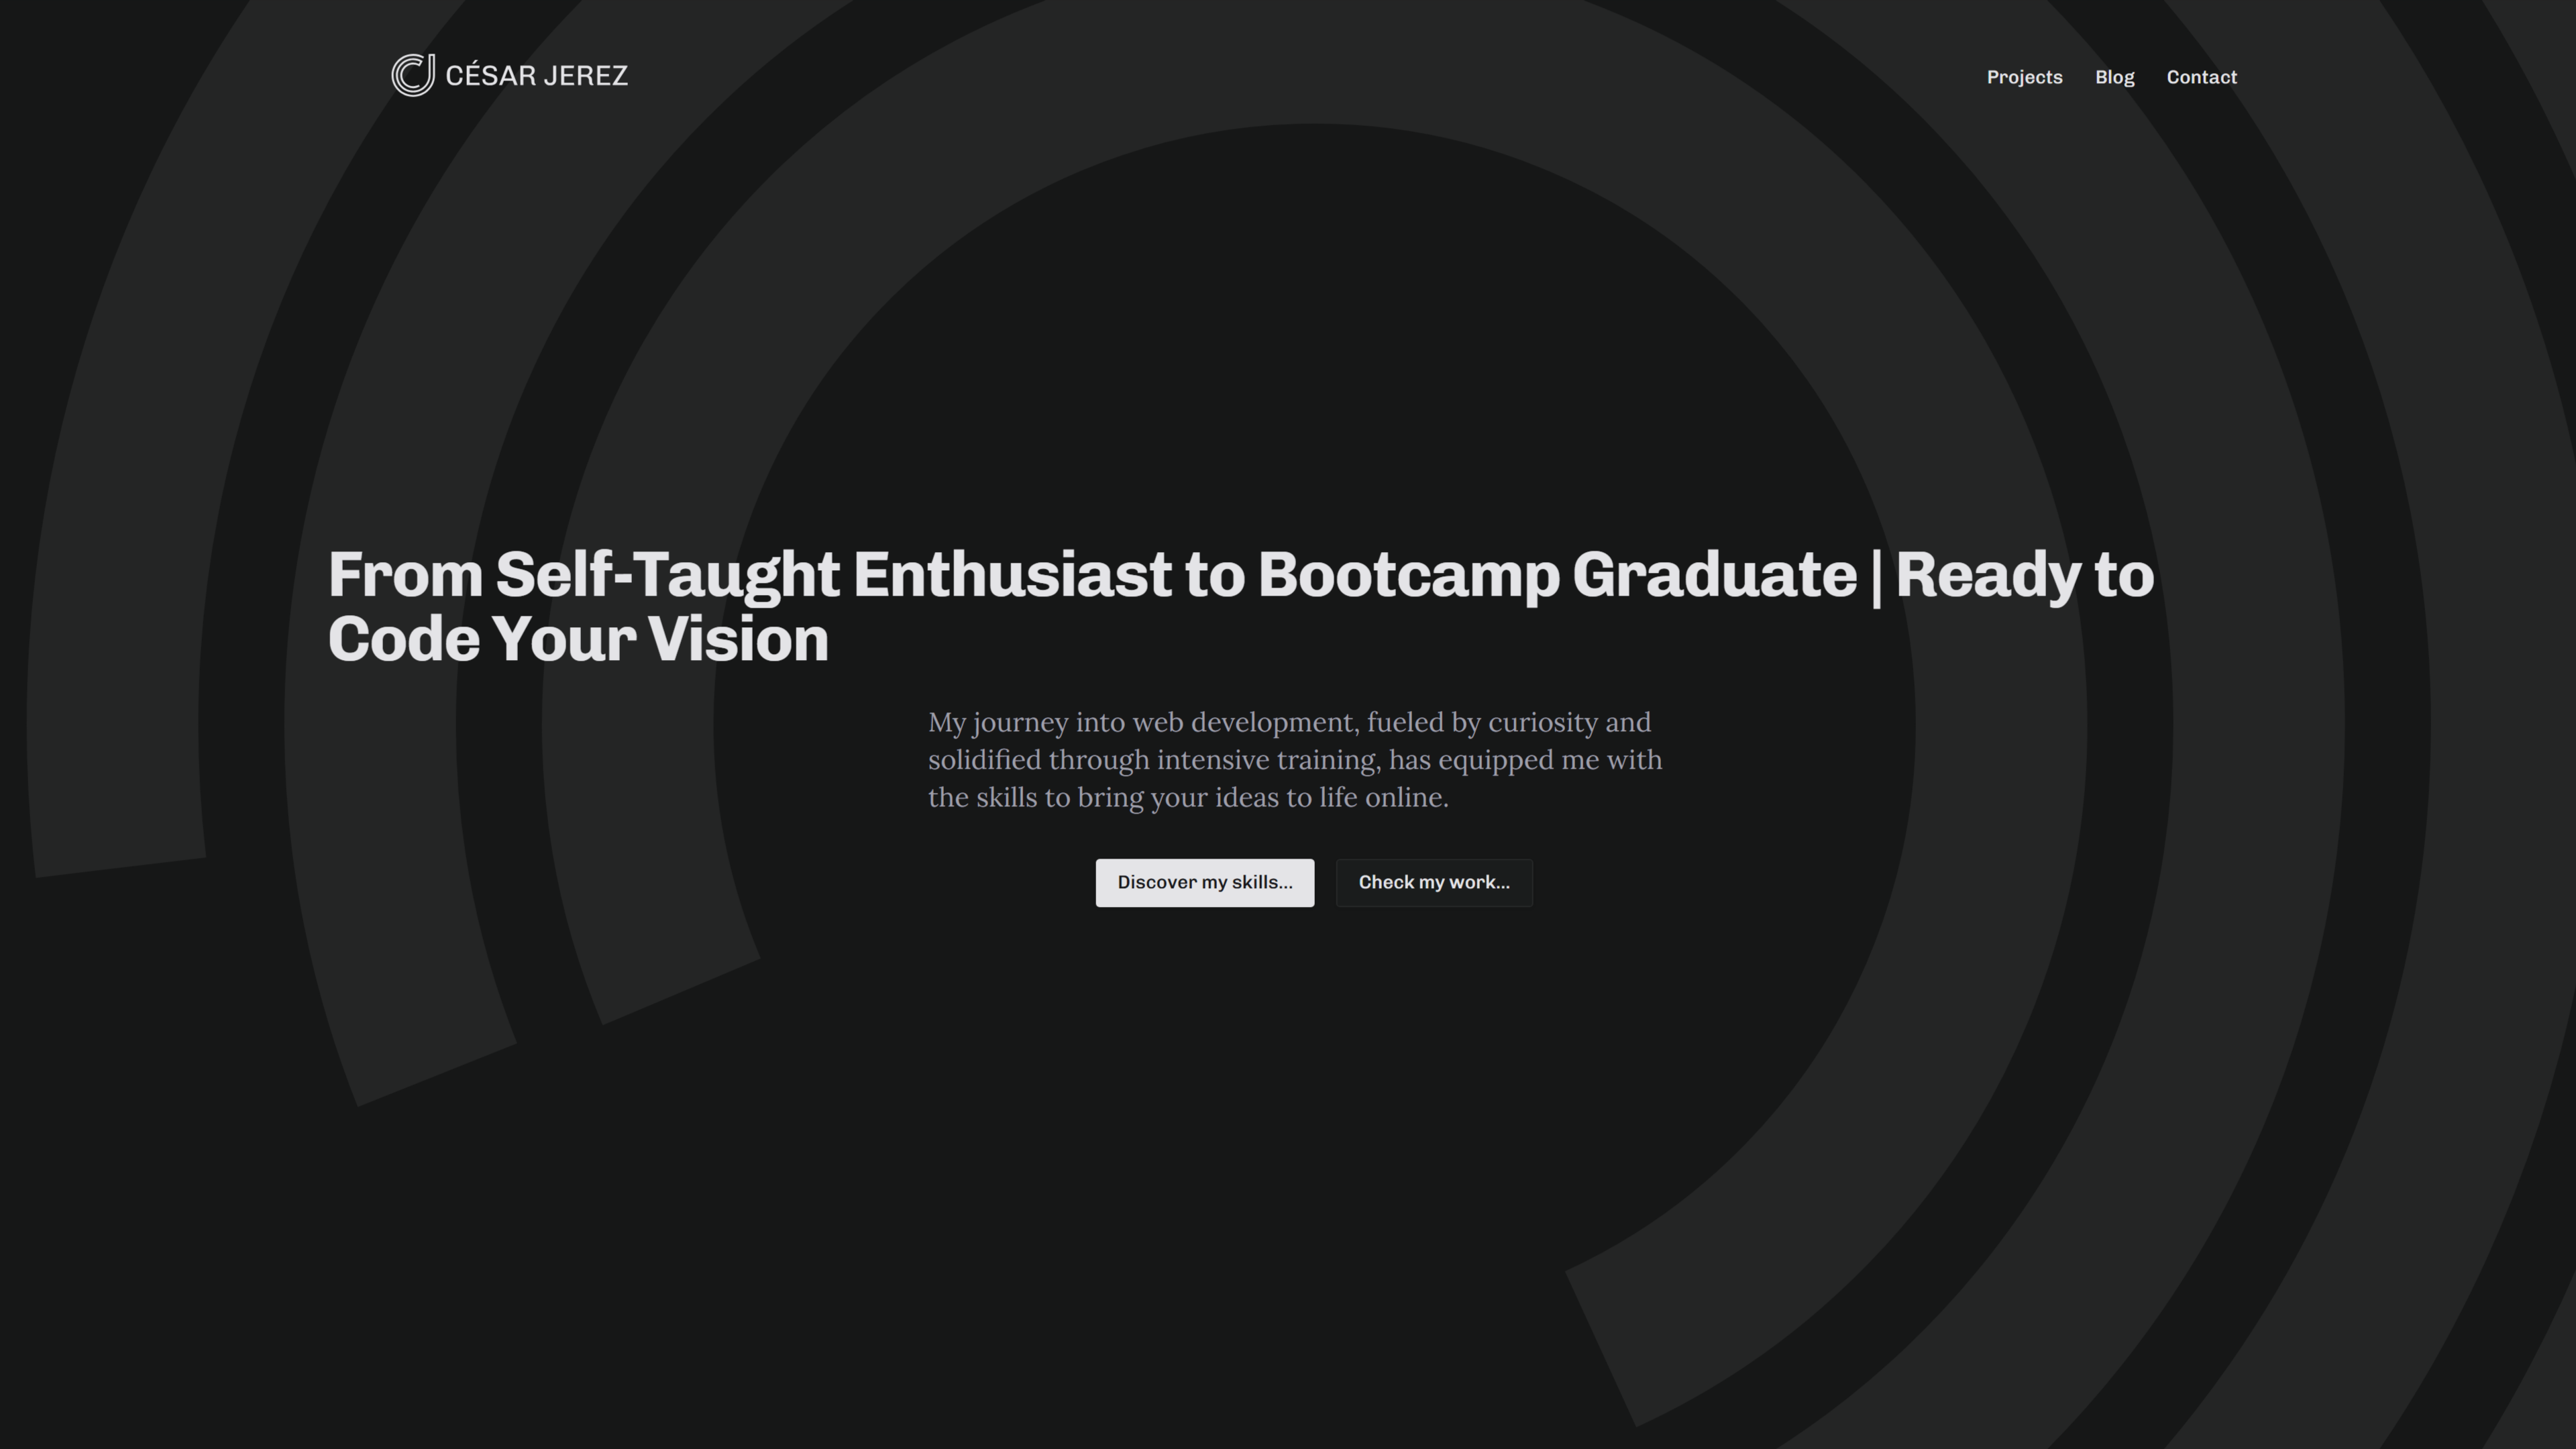 CÉSAR JEREZ
Projects Blog Contact
From Self-Taught Enthusiast to Bootcamp Graduate | Ready to
Code Your Vision
My journey into web development, fueled by curiosity and
solidified through intensive training, has equipped me with
the skills to bring your ideas to life online.
Discover my skills... Check my work...